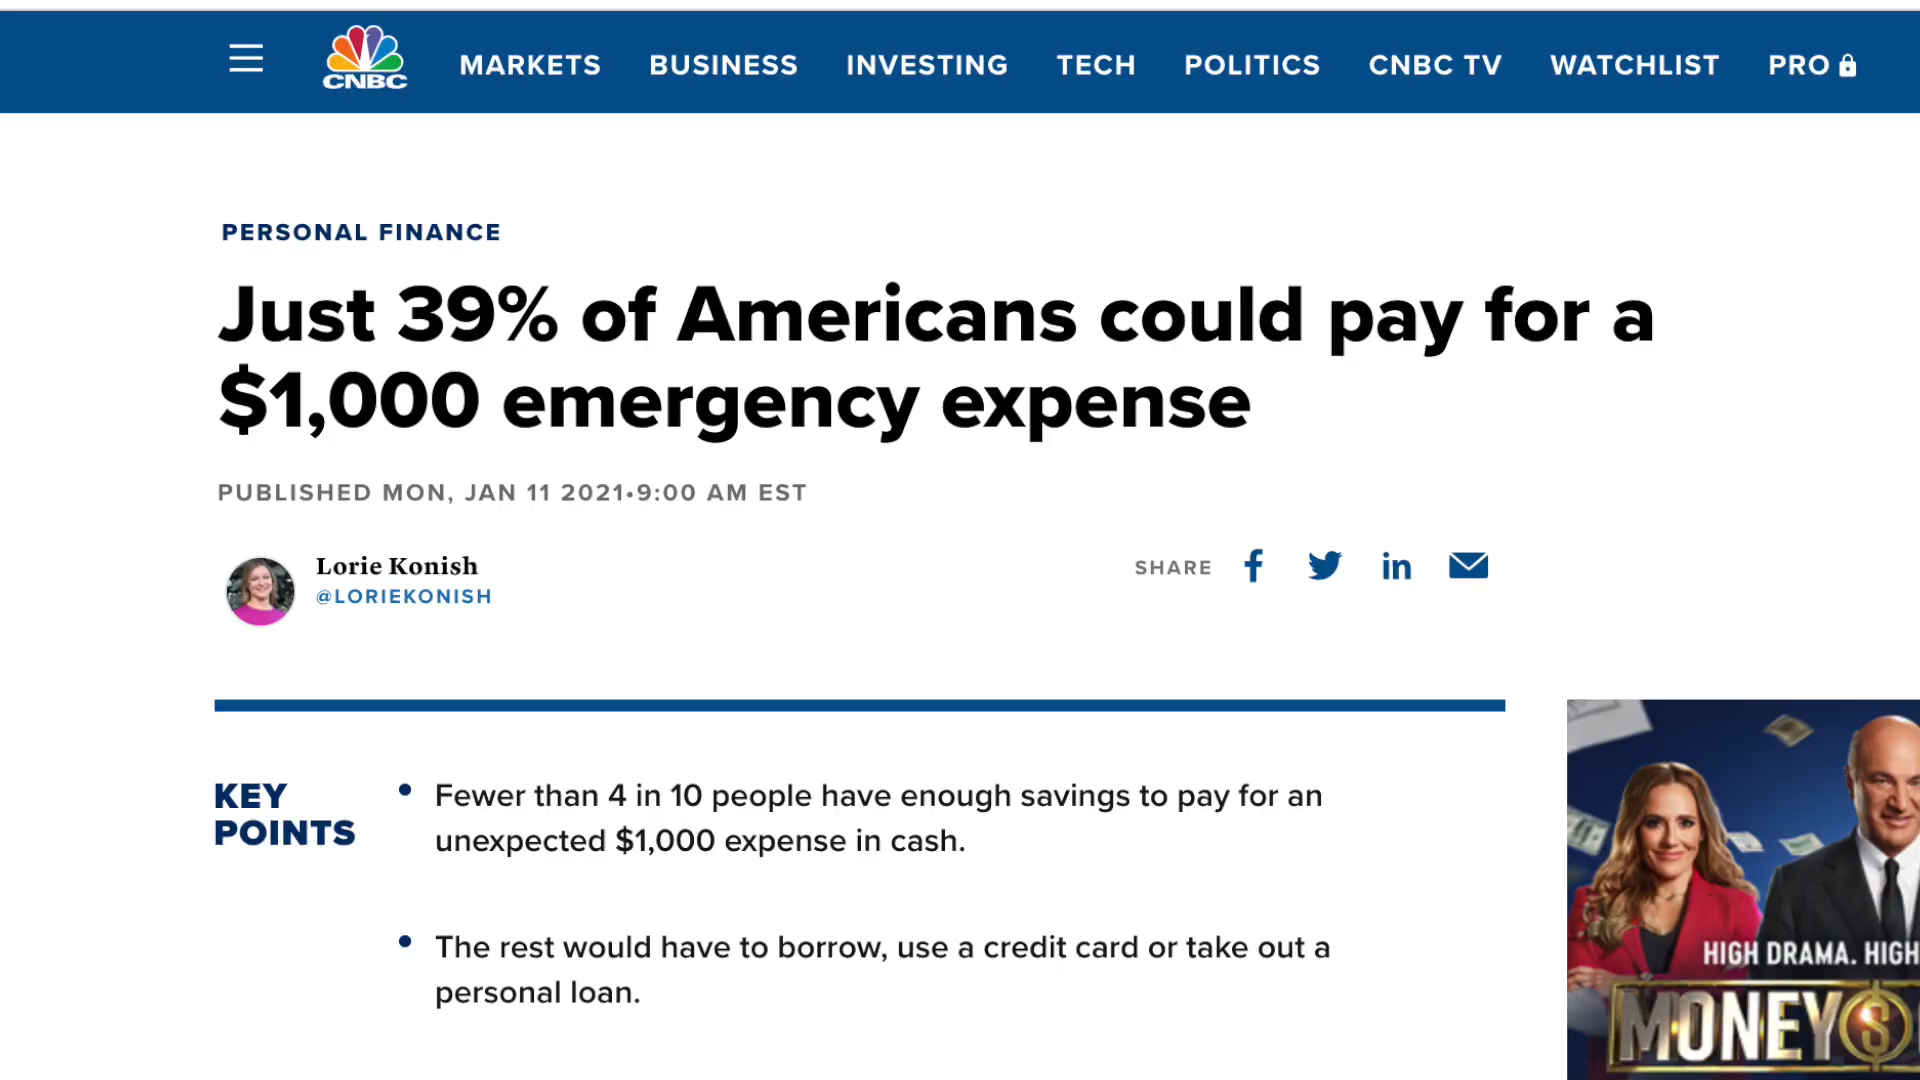 CNBC
MARKETS BUSINESS INVESTING TECH POLITICS CNBC TV WATCHLIST PRO
PERSONAL FINANCE
Just 39% of Americans could pay for a
$1,000 emergency expense
PUBLISHED MON, JAN 11 2021•9:00 AM EST
Lorie Konish
@LORIEKONISH
SHARE
KEY
POINTS
• Fewer than 4 in 10 people have enough savings to pay for an
unexpected $1,000 expense in cash.
• The rest would have to borrow, use a credit card or take out a
personal loan.
HIGH DRAMA. HIGH
MONEY